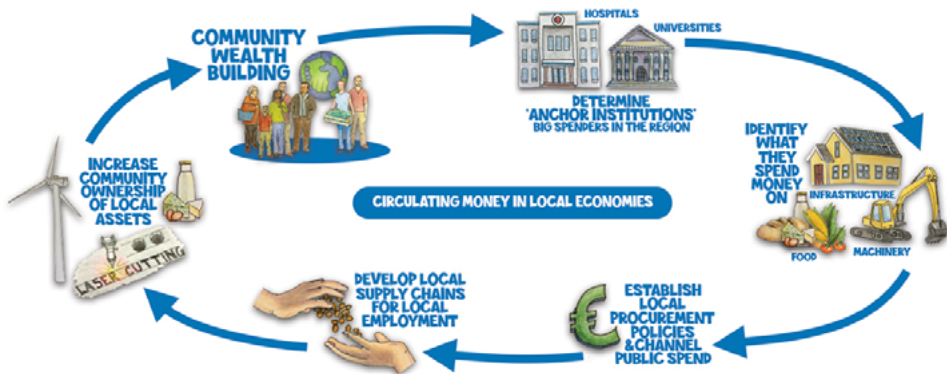 COMMUNITY
WEALTH
BUILDING
HOSPITALS
UNIVERSITIES
DETERMINE
'ANCHOR INSTITUTIONS'
BIG SPENDERS IN THE REGION
IDENTIFY
WHAT
THEY
SPEND
MONEY
ON
INFRASTRUCTURE
FOOD
MACHINERY
ESTABLISH
LOCAL
PROCUREMENT
POLICIES
&CHANNEL
PUBLIC SPEND
€
DEVELOP LOCAL
SUPPLY CHAINS
FOR LOCAL
EMPLOYMENT
INCREASE
COMMUNITY
OWNERSHIP
OF LOCAL
ASSETS
LASER CUTTING
CIRCULATING MONEY IN LOCAL ECONOMIES